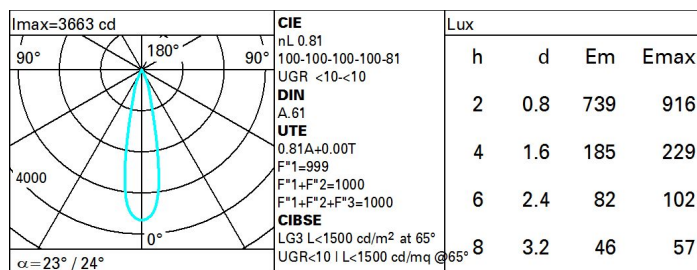 Imax=3663 cd
90° 180° 90°
4000
0°
α=23° / 24°
CIE
nL 0.81
100-100-100-100-81
UGR <10-<10
DIN
A.61
UTE
0.81A+0.00T
F"1=999
F"1+F"2=1000
F"1+F"2+F"3=1000
CIBSE
LG3 L<1500 cd/m² at 65°
UGR<10 | L<1500 cd/mq @65°
Lux
h d Em Emax
2 0.8 739 916
4 1.6 185 229
6 2.4 82 102
8 3.2 46 57